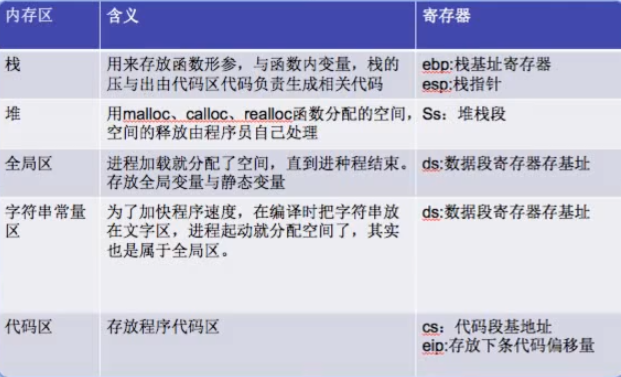 内存区 含义 寄存器
栈 用来存放函数形参，与函数内变量，栈的 ebp:栈基址寄存器
压与出由代码区代码负责生成相关代码 esp:栈指针
堆 用malloc、calloc、realloc函数分配的空间， Ss：堆栈段
空间的释放由程序员自己处理
全局区 进程加载就分配了空间，直到进种程结束。 ds:数据段寄存器存基址
存放全局变量与静态变量
字符串常量 为了加快程序速度，在编译时把字符串放 ds:数据段寄存器存基址
区 在文字区，进程起动就分配空间了，其实
也是属于全局区。
代码区 存放程序代码区 cs：代码段基地址
eip:存放下条代码偏移量